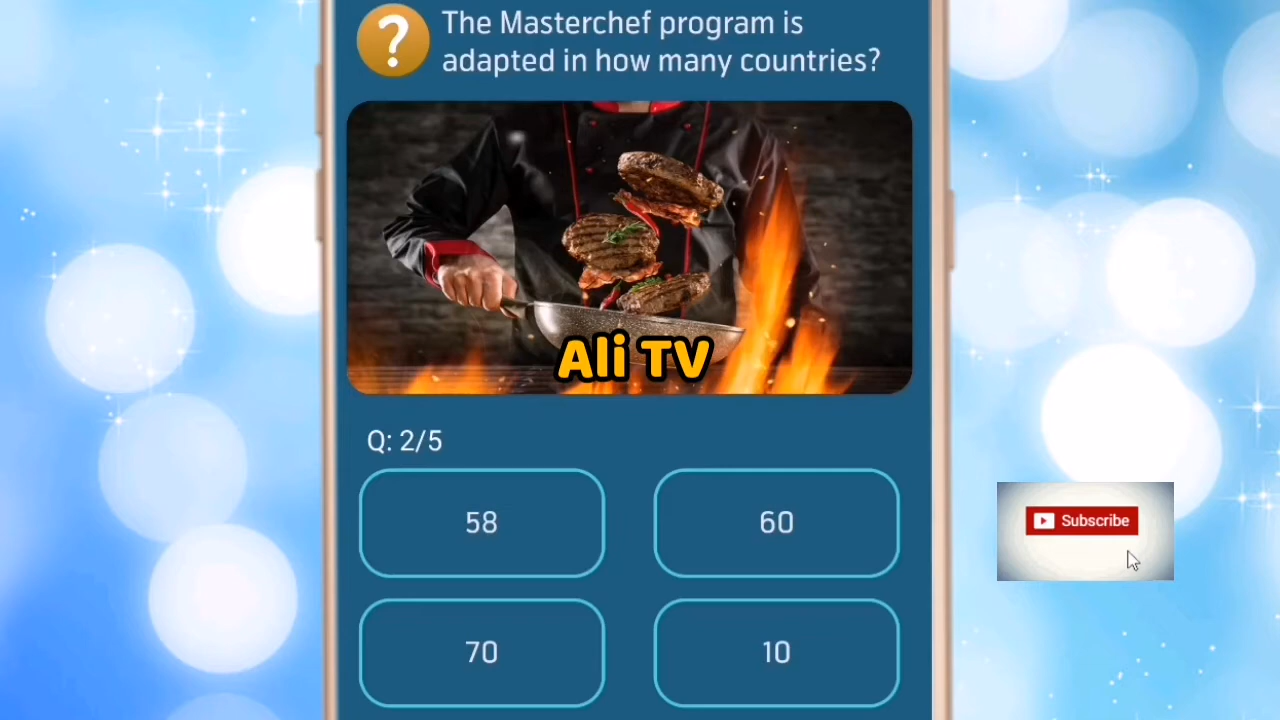 ?
The Masterchef program is
adapted in how many countries?
Ali TV
Q: 2/5
58
60
70
10
Subscribe